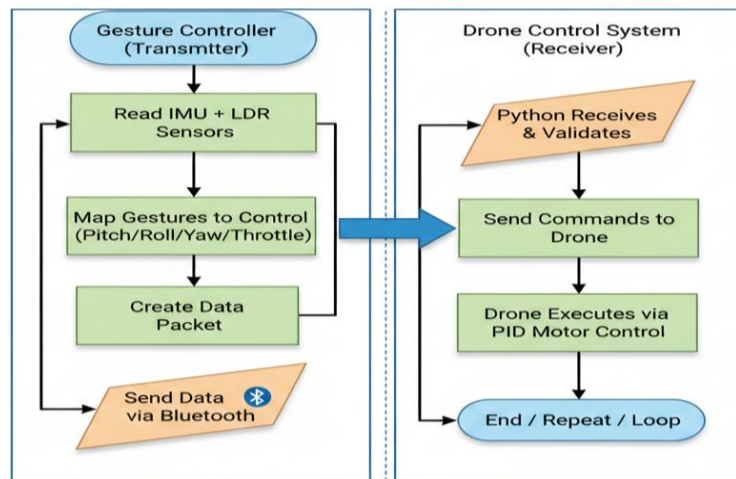 Gesture Controller
(Transmtter)
Read IMU + LDR
Sensors
Map Gestures to Control
(Pitch/Roll/Yaw/Throttle)
Create Data
Packet
Send Data
via Bluetooth
Drone Control System
(Receiver)
Python Receives
& Validates
Send Commands to
Drone
Drone Executes via
PID Motor Control
End / Repeat / Loop